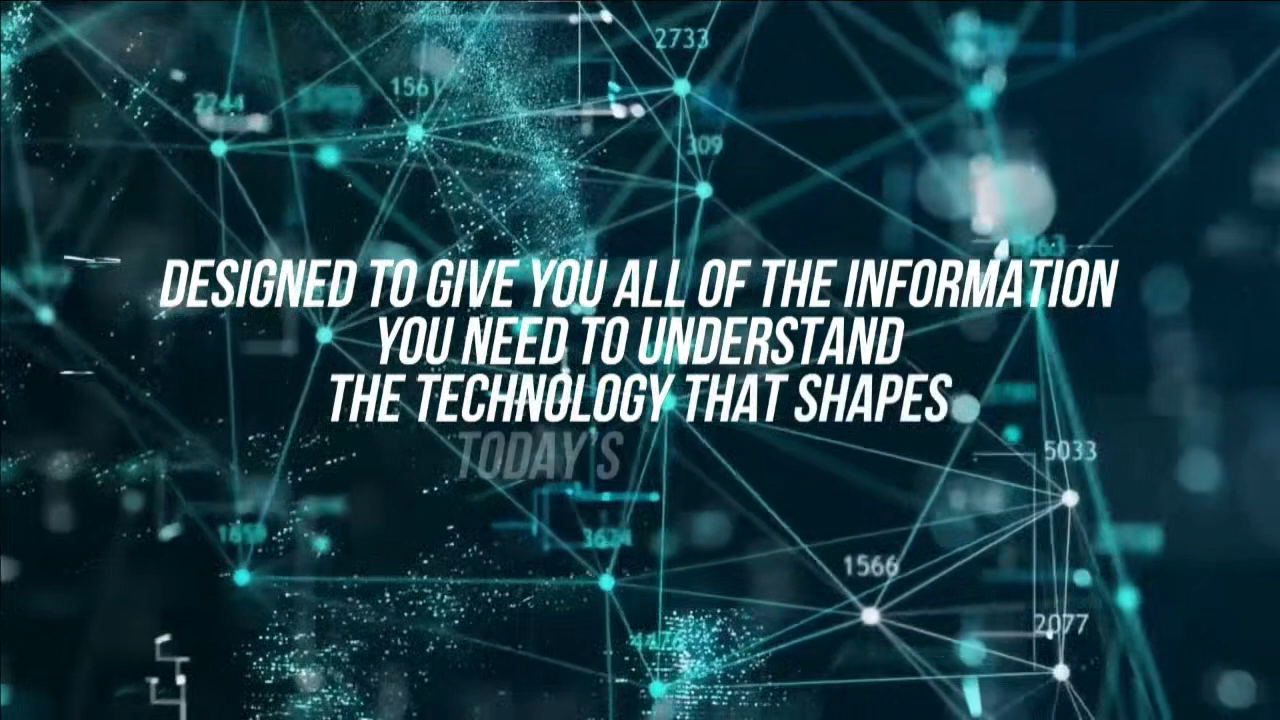 2733
1561
2244
309
DESIGNED TO GIVE YOU ALL OF THE INFORMATION
YOU NEED TO UNDERSTAND
THE TECHNOLOGY THAT SHAPES
TODAY'S
5033
3634
1566
2077